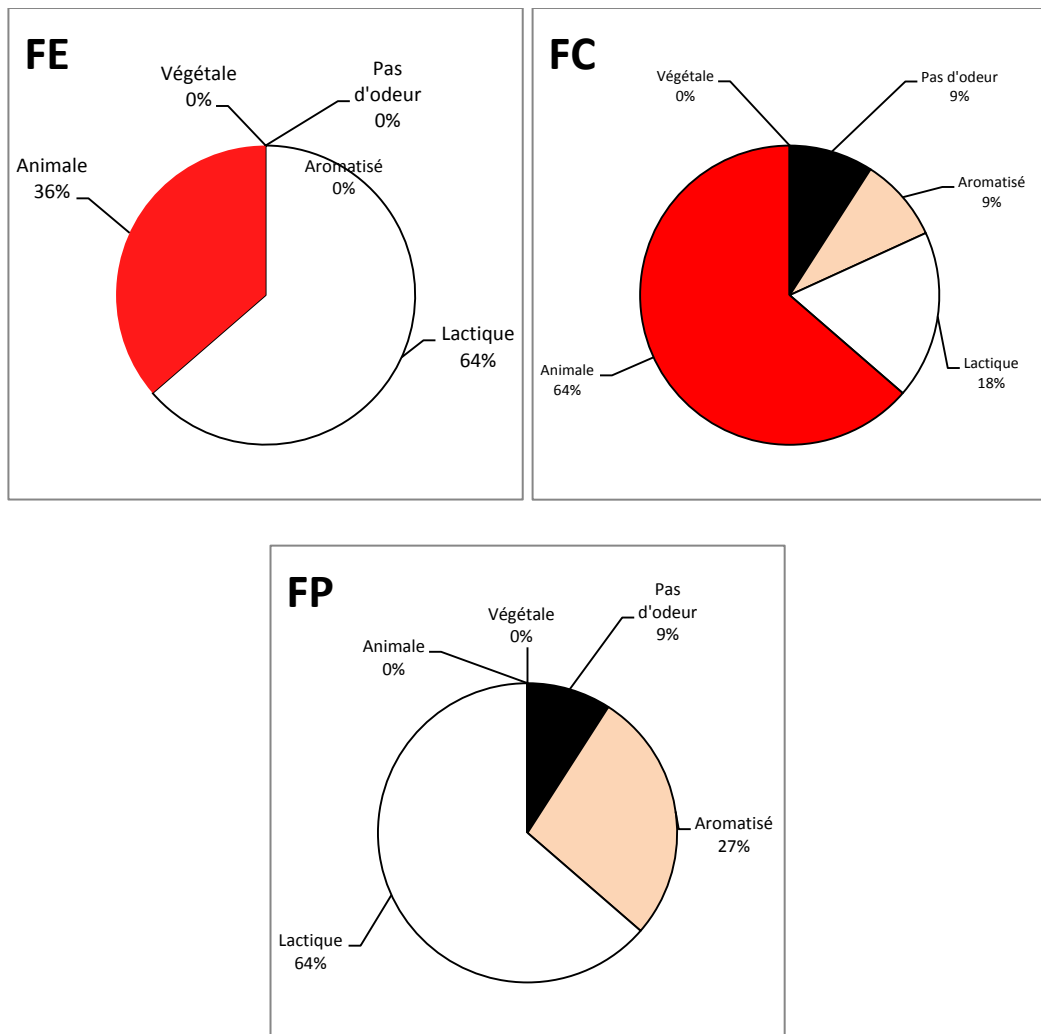 FE
Végétale
0%
Pas
d'odeur
0%
Animale
36%
Aromatisé
0%
Lactique
64%
FC
Végétale
0%
Pas d'odeur
9%
Aromatisé
9%
Animale
64%
Lactique
18%
FP
Végétale
0%
Pas
d'odeur
9%
Animale
0%
Aromatisé
27%
Lactique
64%